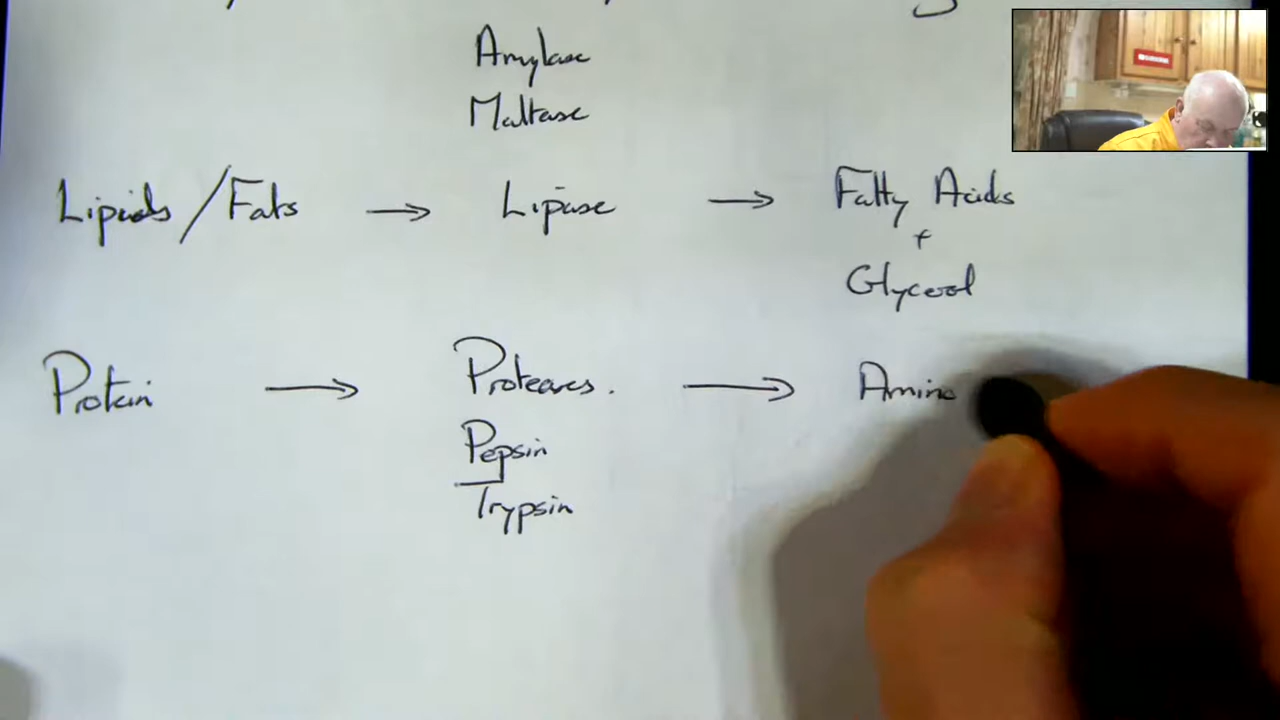 Amylase
Maltase
Lipids / Fats → Lipase → Fatty Acids
+
Glycerol
Protein → Proteases. → Amino
Pepsin
Trypsin